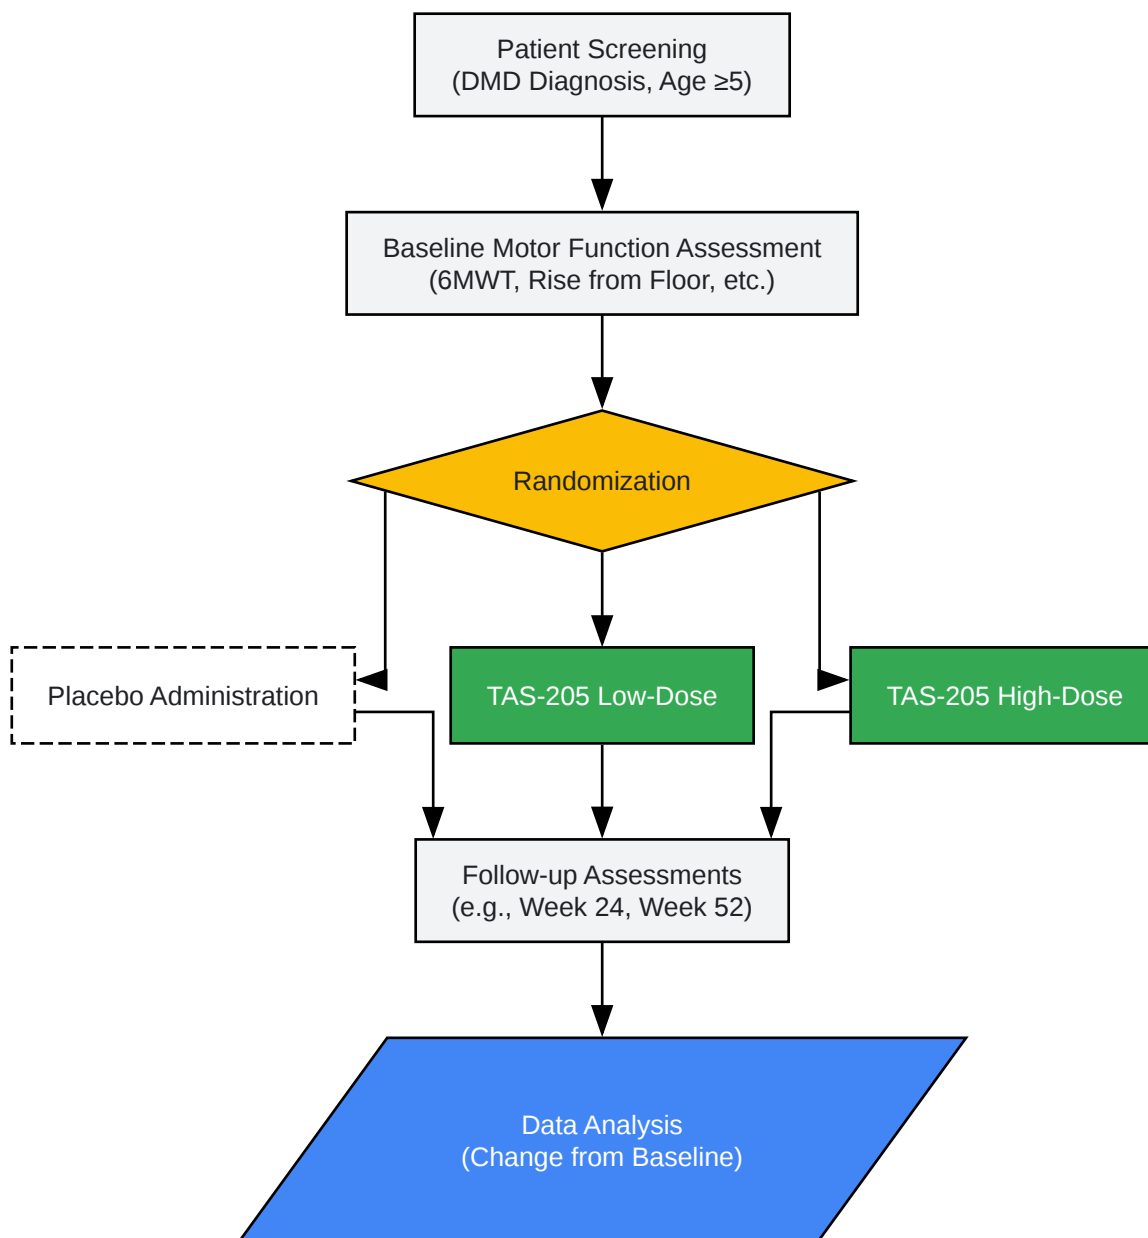 Patient Screening
(DMD Diagnosis, Age ≥5)
Baseline Motor Function Assessment
(6MWT, Rise from Floor, etc.)
Randomization
Placebo Administration
TAS-205 Low-Dose
TAS-205 High-Dose
Follow-up Assessments
(e.g., Week 24, Week 52)
Data Analysis
(Change from Baseline)